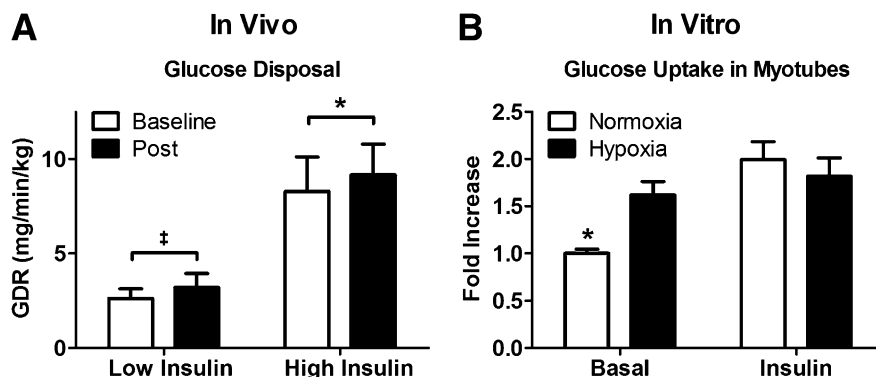 A
In Vivo
Glucose Disposal
Baseline
Post
*
‡
GDR (mg/min/kg)
10
5
0
Low Insulin
High Insulin
B
In Vitro
Glucose Uptake in Myotubes
Normoxia
Hypoxia
*
Fold Increase
2.5
2.0
1.5
1.0
0.5
0.0
Basal
Insulin